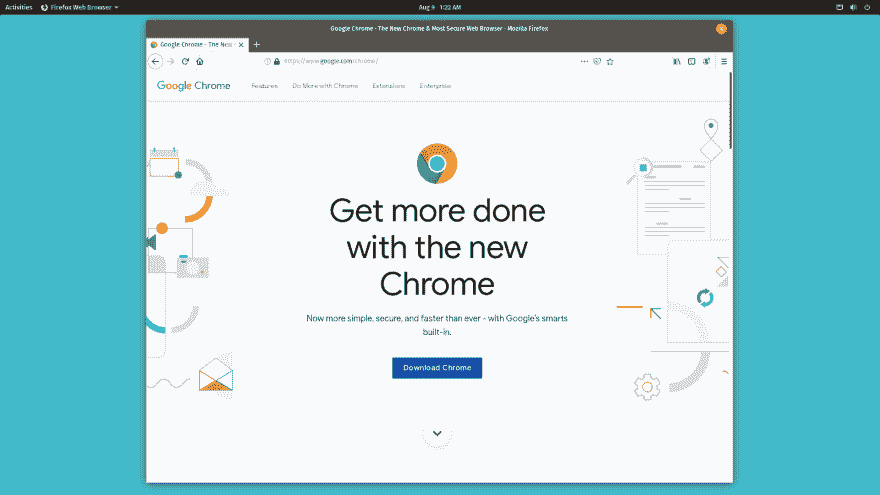 Activities Firefox Web Browser Aug 9 1:22 AM
Google Chrome - The New Chrome & Most Secure Web Browser - Mozilla Firefox
Google Chrome - The New
https://www.google.com/chrome/
Google Chrome Features Do More with Chrome Extensions Enterprise
Get more done
with the new
Chrome
Now more simple, secure, and faster than ever - with Google's smarts
built-in.
Download Chrome